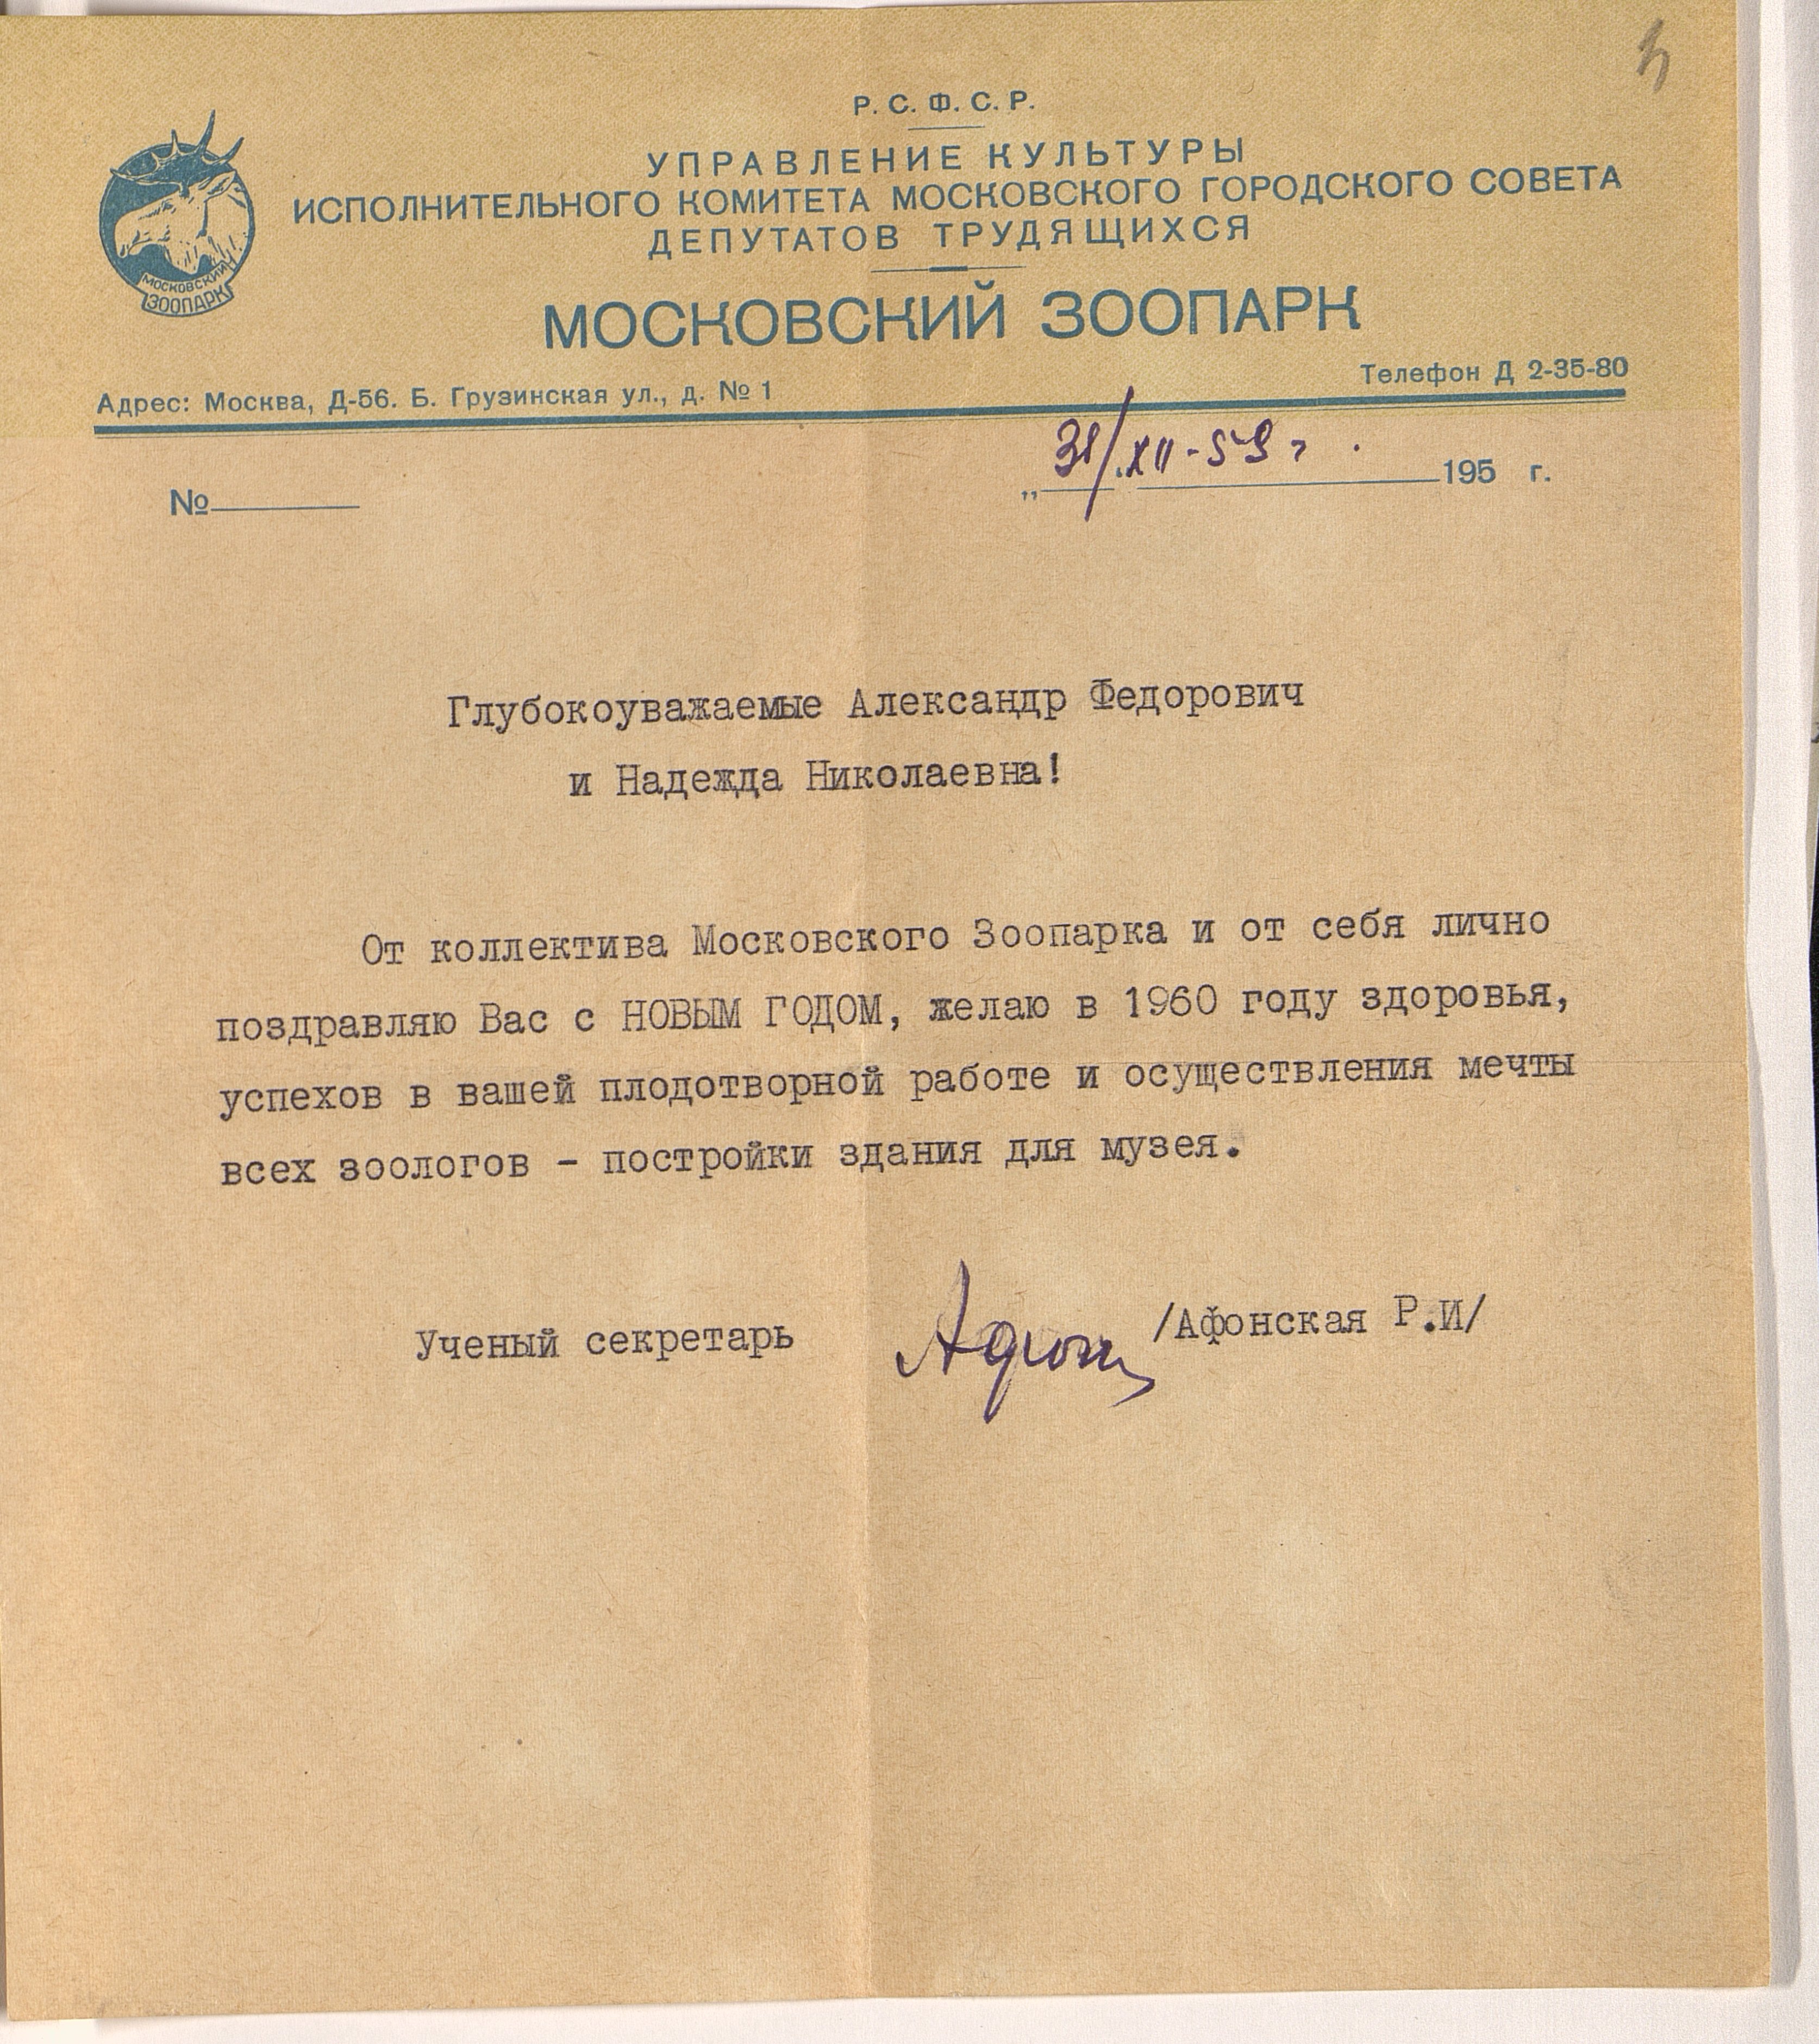 Р. С. Ф. С. Р.
УПРАВЛЕНИЕ КУЛЬТУРЫ
ИСПОЛНИТЕЛЬНОГО КОМИТЕТА МОСКОВСКОГО ГОРОДСКОГО СОВЕТА
ДЕПУТАТОВ ТРУДЯЩИХСЯ
МОСКОВСКИЙ
ЗООПАРК
МОСКОВСКИЙ ЗООПАРК
Адрес: Москва, Д-56. Б. Грузинская ул., д. № 1
Телефон Д 2-35-80
31/XII-59 г. 195 г.
№
Глубокоуважаемые Александр Федорович
и Надежда Николаевна!
От коллектива Московского Зоопарка и от себя лично
поздравляю Вас с НОВЫМ ГОДОМ, желаю в 1960 году здоровья,
успехов в вашей плодотворной работе и осуществления мечты
всех зоологов - постройки здания для музея.
Ученый секретарь /Афонская Р.И/